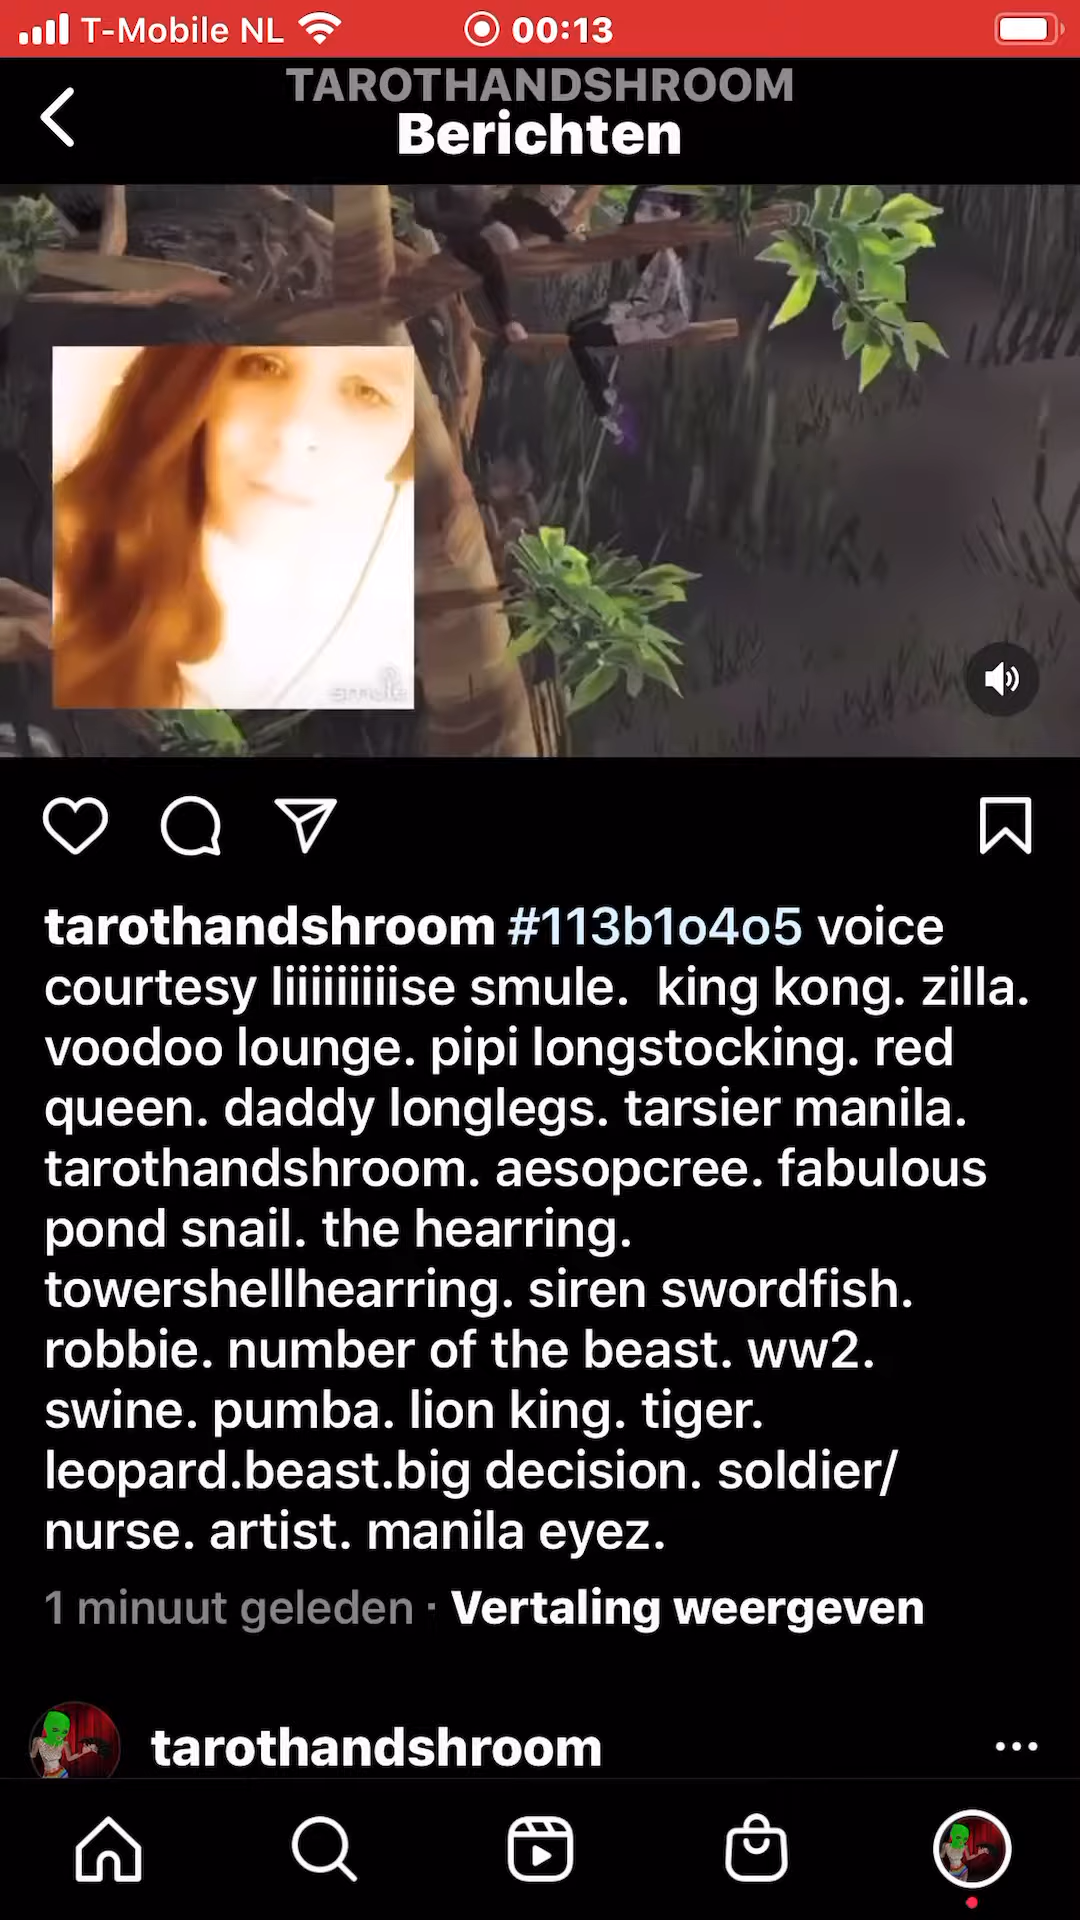 T-Mobile NL 00:13
TAROTHANDSHROOM
Berichten
smule
tarothandshroom #113b1o4o5 voice
courtesy liiiiiiiiiise smule.  king kong. zilla.
voodoo lounge. pipi longstocking. red
queen. daddy longlegs. tarsier manila.
tarothandshroom. aesopcree. fabulous
pond snail. the hearring.
towershellhearring. siren swordfish.
robbie. number of the beast. ww2.
swine. pumba. lion king. tiger.
leopard.beast.big decision. soldier/
nurse. artist. manila eyez.
1 minuut geleden · Vertaling weergeven
tarothandshroom